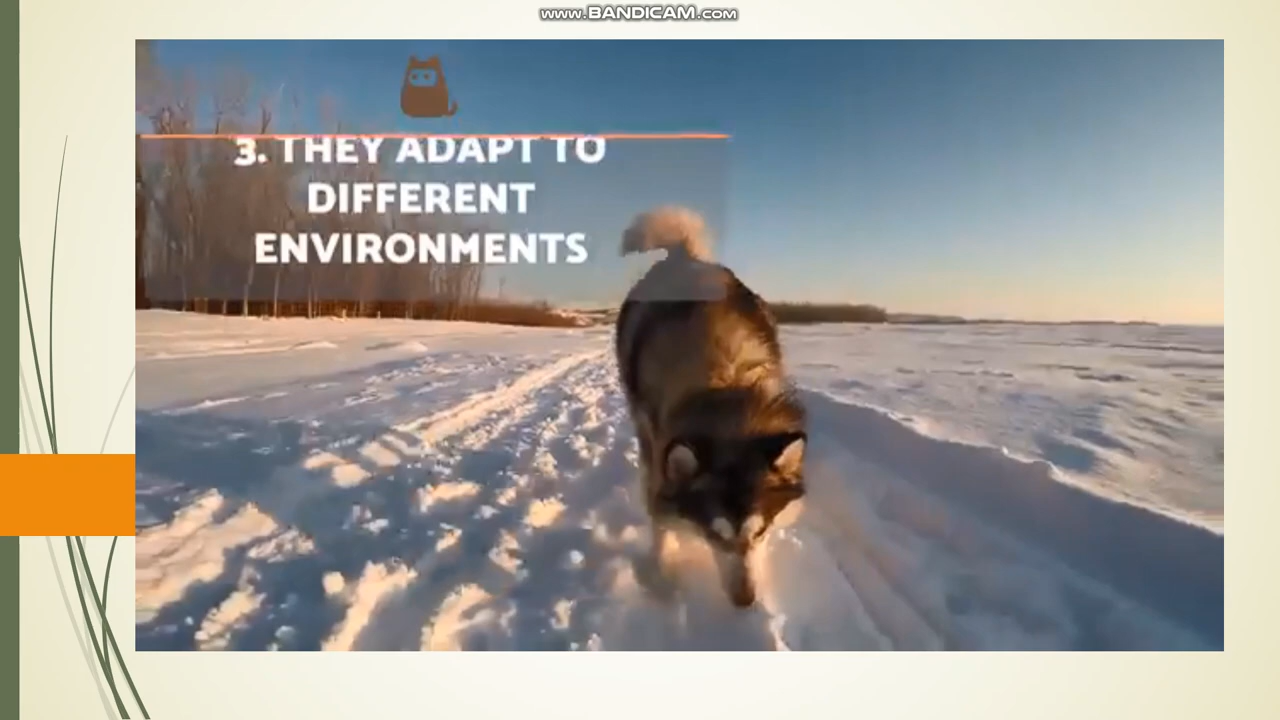 www.BANDICAM.com
3. THEY ADAPT TO
DIFFERENT
ENVIRONMENTS